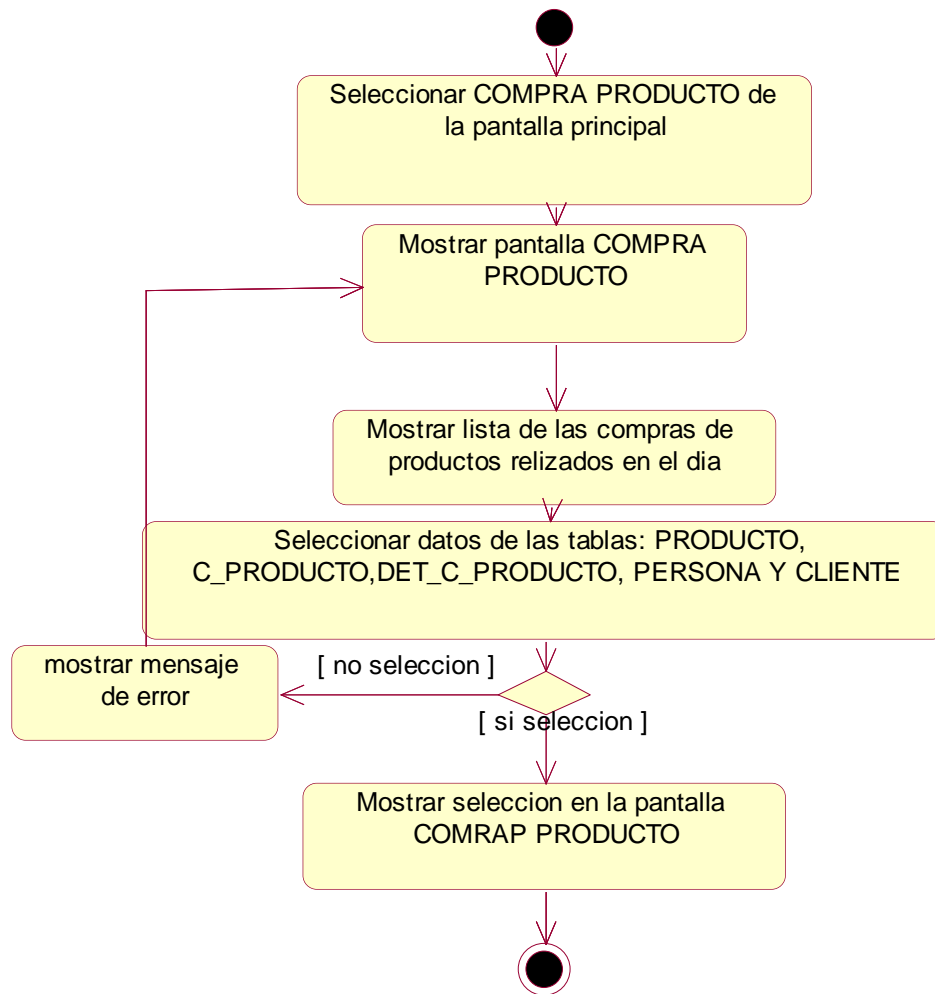 Seleccionar COMPRA PRODUCTO de
la pantalla principal
Mostrar pantalla COMPRA
PRODUCTO
Mostrar lista de las compras de
productos relizados en el dia
Seleccionar datos de las tablas: PRODUCTO,
C_PRODUCTO,DET_C_PRODUCTO, PERSONA Y CLIENTE
mostrar mensaje
de error
[ no seleccion ]
[ si seleccion ]
Mostrar seleccion en la pantalla
COMRAP PRODUCTO